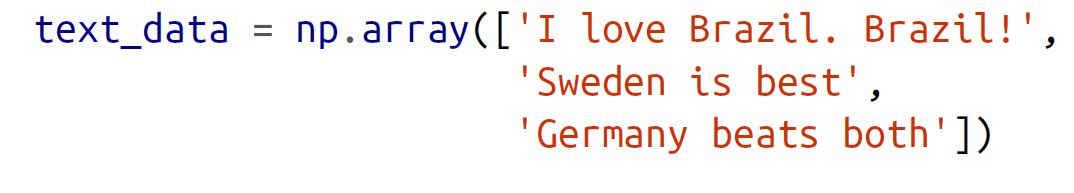 text_data = np.array(['I love Brazil. Brazil!',
'Sweden is best',
'Germany beats both'])